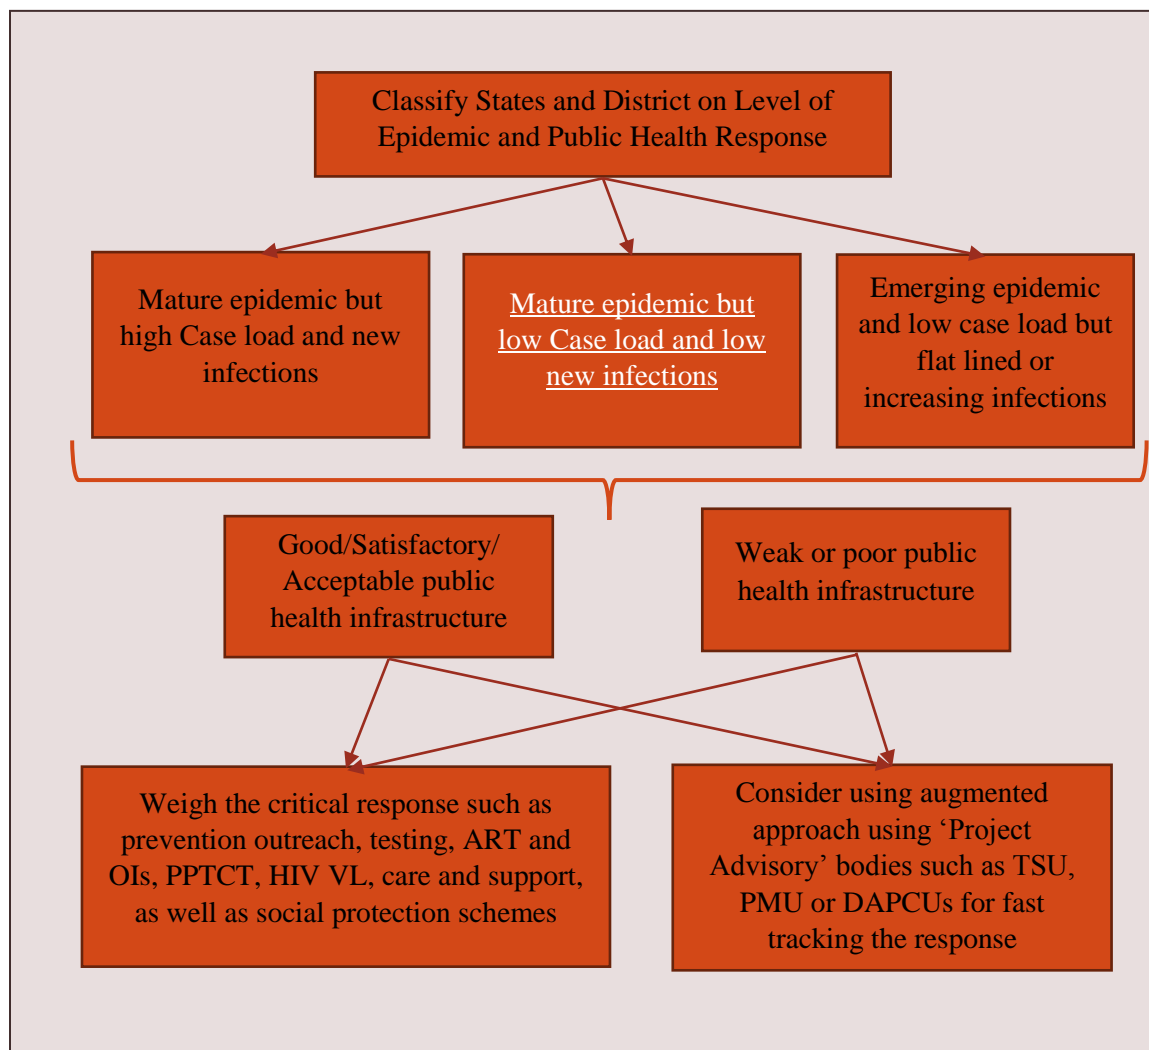 Classify States and District on Level of
Epidemic and Public Health Response
Mature epidemic but
high Case load and new
infections
Mature epidemic but
low Case load and low
new infections
Emerging epidemic
and low case load but
flat lined or
increasing infections
Good/Satisfactory/
Acceptable public
health infrastructure
Weak or poor public
health infrastructure
Weigh the critical response such as
prevention outreach, testing, ART and
OIs, PPTCT, HIV VL, care and support,
as well as social protection schemes
Consider using augmented
approach using ‘Project
Advisory’ bodies such as TSU,
PMU or DAPCUs for fast
tracking the response